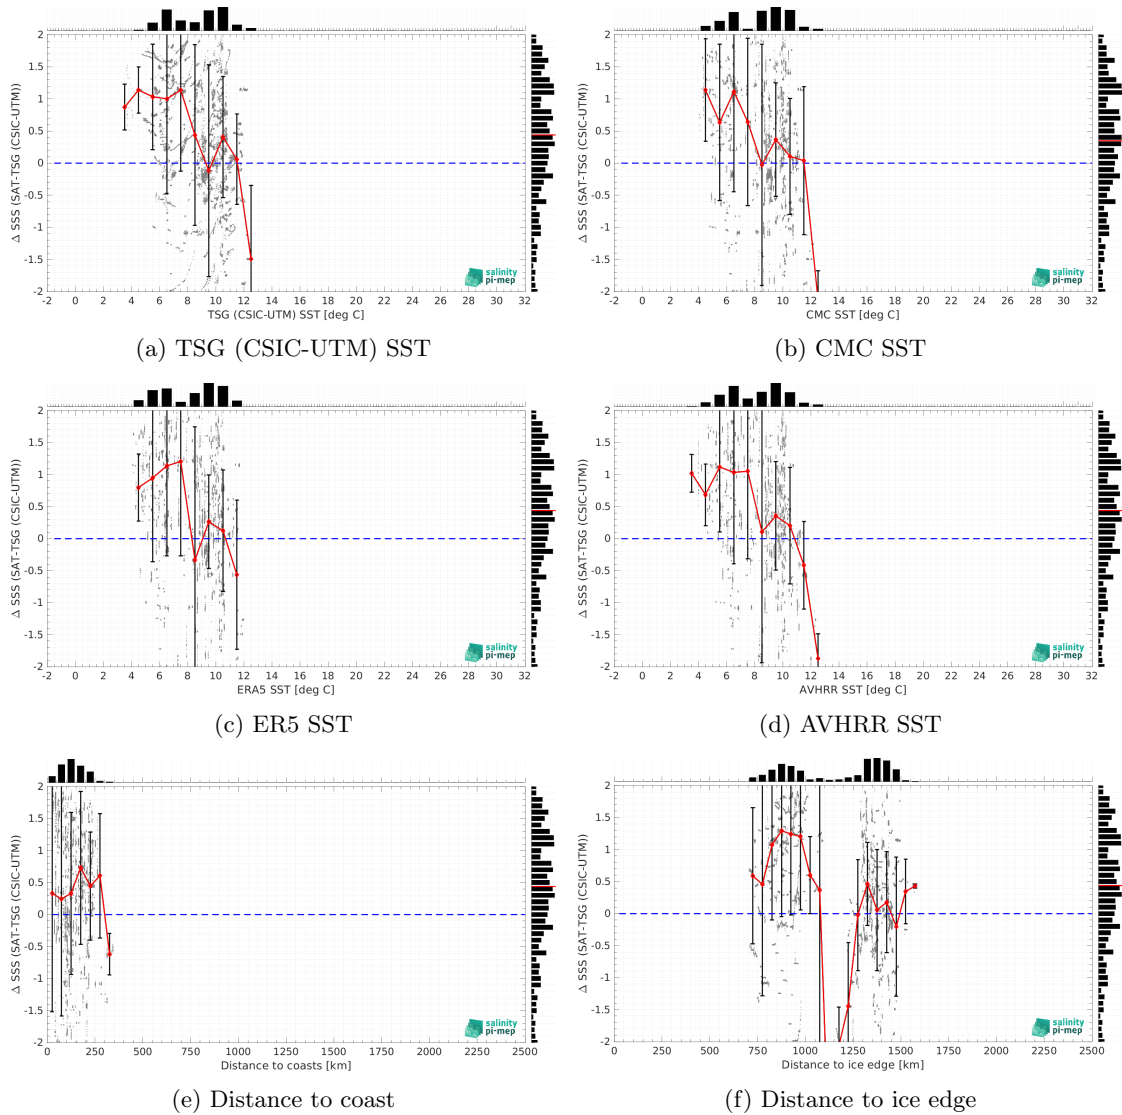 2
1.5
1
0.5
0
-0.5
-1
-1.5
-2
Δ SSS (SAT-TSG (CSIC-UTM))
salinity
pi-mep
-2 0 2 4 6 8 10 12 14 16 18 20 22 24 26 28 30 32
TSG (CSIC-UTM) SST [deg C]
(a) TSG (CSIC-UTM) SST
2
1.5
1
0.5
0
-0.5
-1
-1.5
-2
Δ SSS (SAT-TSG (CSIC-UTM))
salinity
pi-mep
-2 0 2 4 6 8 10 12 14 16 18 20 22 24 26 28 30 32
CMC SST [deg C]
(b) CMC SST
2
1.5
1
0.5
0
-0.5
-1
-1.5
-2
Δ SSS (SAT-TSG (CSIC-UTM))
salinity
pi-mep
-2 0 2 4 6 8 10 12 14 16 18 20 22 24 26 28 30 32
ERA5 SST [deg C]
(c) ER5 SST
2
1.5
1
0.5
0
-0.5
-1
-1.5
-2
Δ SSS (SAT-TSG (CSIC-UTM))
salinity
pi-mep
-2 0 2 4 6 8 10 12 14 16 18 20 22 24 26 28 30 32
AVHRR SST [deg C]
(d) AVHRR SST
2
1.5
1
0.5
0
-0.5
-1
-1.5
-2
Δ SSS (SAT-TSG (CSIC-UTM))
salinity
pi-mep
0 250 500 750 1000 1250 1500 1750 2000 2250 2500
Distance to coasts [km]
(e) Distance to coast
2
1.5
1
0.5
0
-0.5
-1
-1.5
-2
Δ SSS (SAT-TSG (CSIC-UTM))
salinity
pi-mep
0 250 500 750 1000 1250 1500 1750 2000 2250 2500
Distance to ice edge [km]
(f) Distance to ice edge